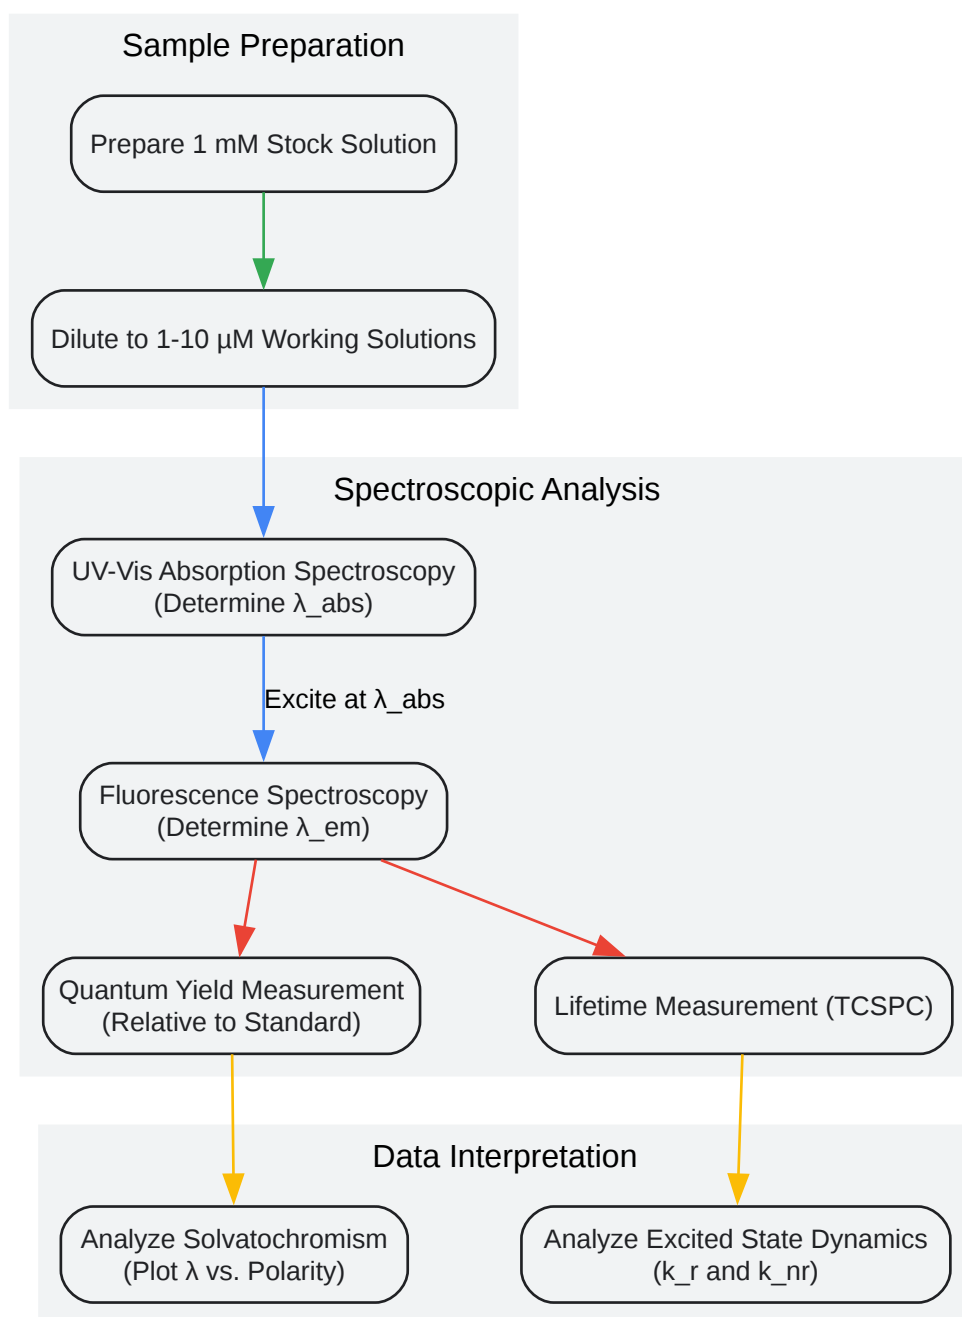 Sample Preparation
Prepare 1 mM Stock Solution
Dilute to 1-10 µM Working Solutions
Spectroscopic Analysis
UV-Vis Absorption Spectroscopy
(Determine λ_abs)
Excite at λ_abs
Fluorescence Spectroscopy
(Determine λ_em)
Quantum Yield Measurement
(Relative to Standard)
Lifetime Measurement (TCSPC)
Data Interpretation
Analyze Solvatochromism
(Plot λ vs. Polarity)
Analyze Excited State Dynamics
(k_r and k_nr)